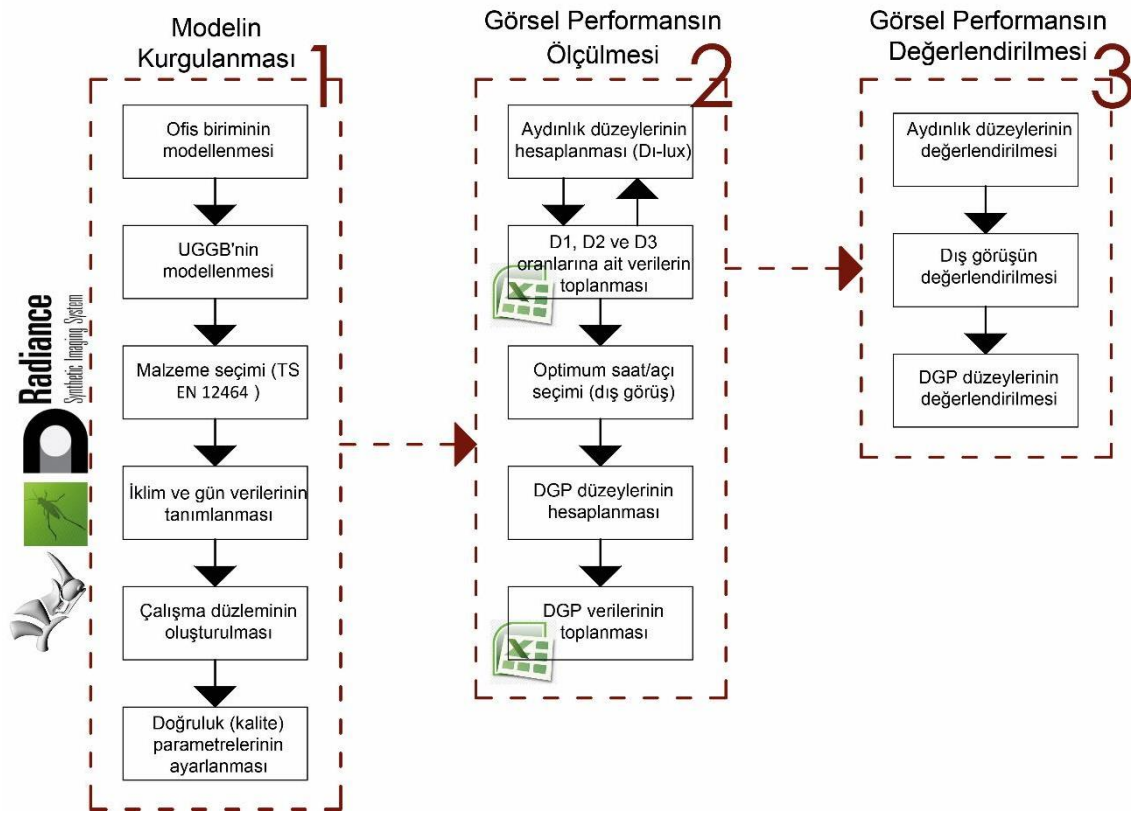 Modelin
Kurgulanması
1
Ofis biriminin
modellenmesi
UGGB'nin
modellenmesi
Malzeme seçimi (TS
EN 12464 )
İklim ve gün verilerinin
tanımlanması
Çalışma düzleminin
oluşturulması
Doğruluk (kalite)
parametrelerinin
ayarlanması
Radiance
Synthetic Imaging System
Görsel Performansın
Ölçülmesi
2
Aydınlık düzeylerinin
hesaplanması (Dı-lux)
D1, D2 ve D3
oranlarına ait verilerin
toplanması
Optimum saat/açı
seçimi (dış görüş)
DGP düzeylerinin
hesaplanması
DGP verilerinin
toplanması
Görsel Performansın
Değerlendirilmesi
3
Aydınlık düzeylerinin
değerlendirilmesi
Dış görüşün
değerlendirilmesi
DGP düzeylerinin
değerlendirilmesi